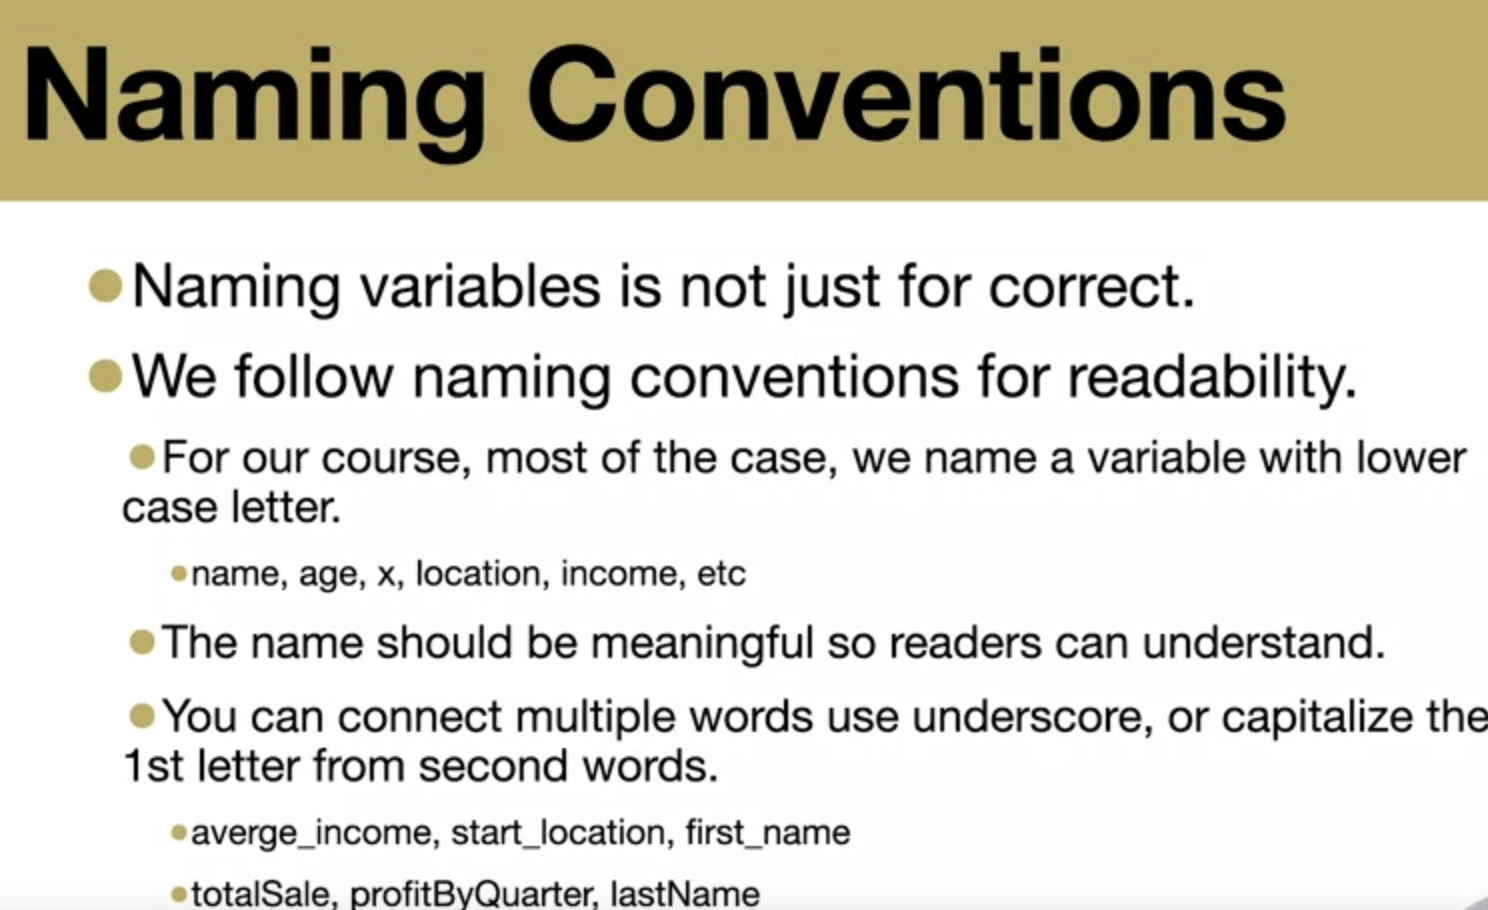 Naming Conventions
Naming variables is not just for correct.
We follow naming conventions for readability.
For our course, most of the case, we name a variable with lower
case letter.
name, age, x, location, income, etc
The name should be meaningful so readers can understand.
You can connect multiple words use underscore, or capitalize the
1st letter from second words.
averge_income, start_location, first_name
totalSale, profitByQuarter, lastName